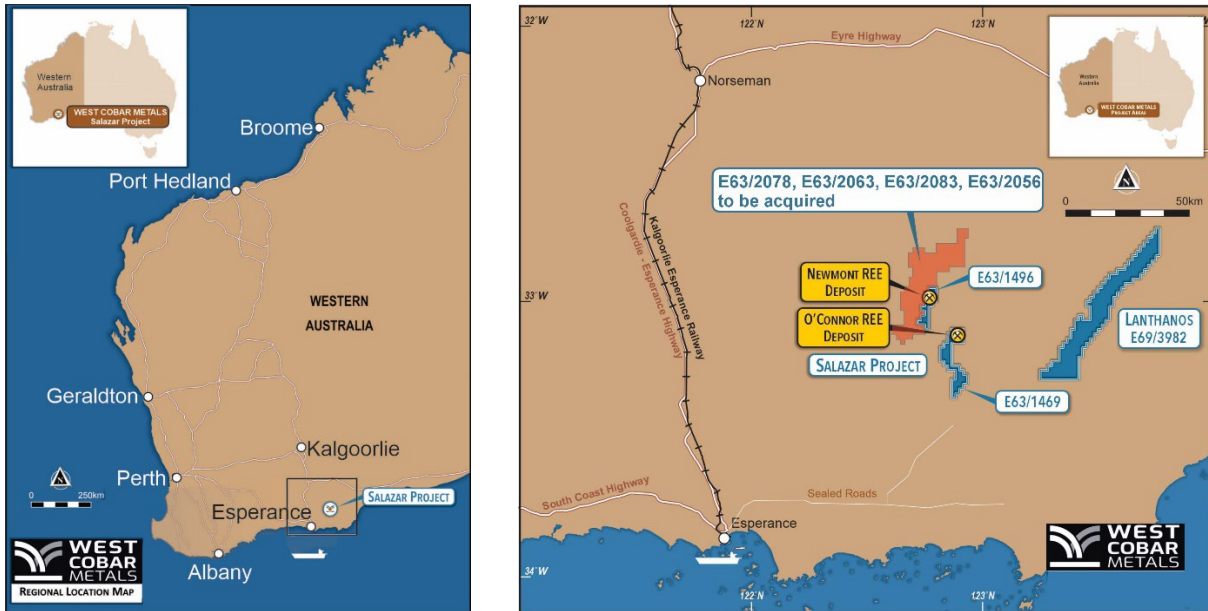 Western
Australia
WEST COBAR METALS
Salazar Project
Broome
Port Hedland
WESTERN
AUSTRALIA
Geraldton
Kalgoorlie
Perth
N
0 250km
SALAZAR PROJECT
Esperance
Albany
WEST
COBAR
METALS
REGIONAL LOCATION MAP
32°W
122°N
123°N
Eyre Highway
Norseman
Western
Australia
WEST COBAR METALS
PROJECT AREAS
N
0 50km
E63/2078, E63/2063, E63/2083, E63/2056
to be acquired
Coolgardie - Esperance Highway
Kalgoorlie Esperance Railway
NEWMONT REE
DEPOSIT
E63/1496
33°W
O'CONNOR REE
DEPOSIT
LANTHANOS
E69/3982
SALAZAR PROJECT
E63/1469
South Coast Highway
Sealed Roads
Esperance
WEST
COBAR
METALS
34°W
122°N
123°N